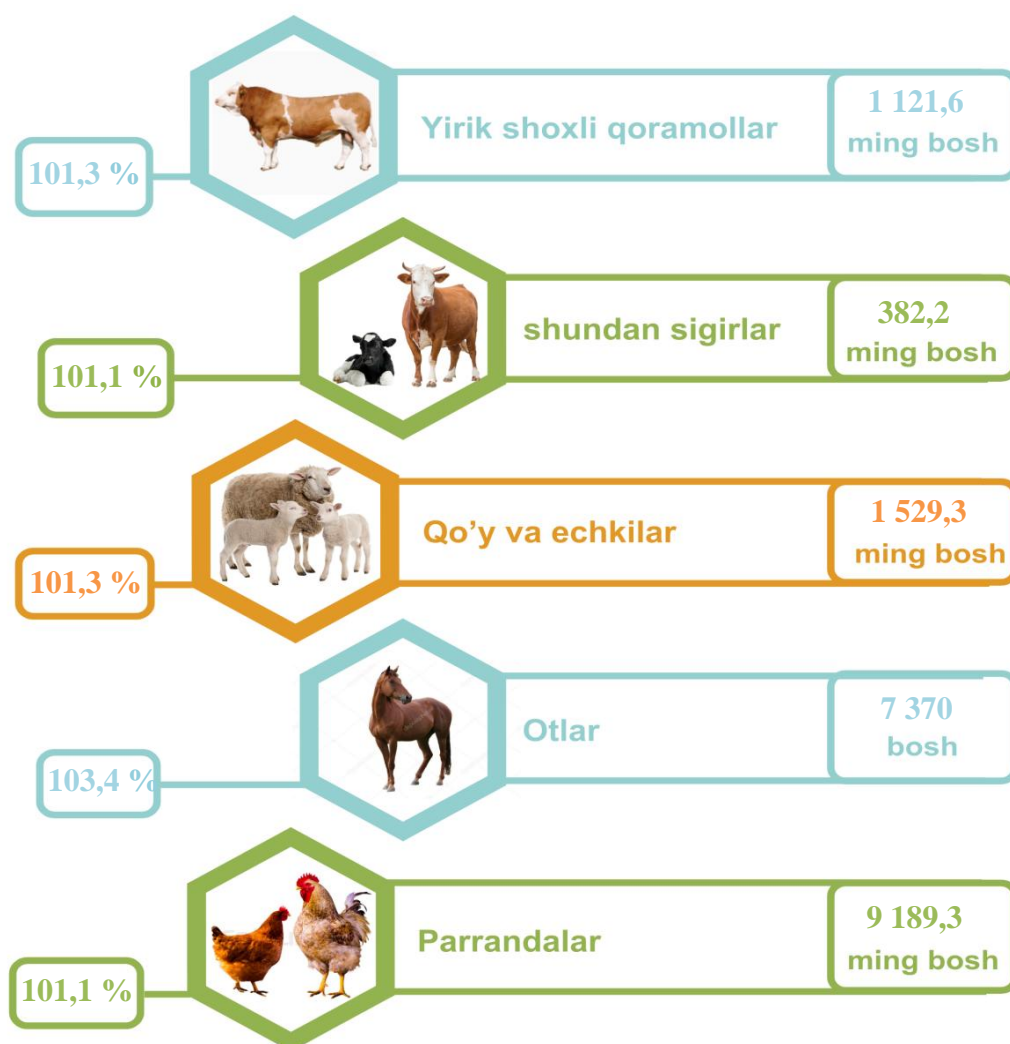 1 121,6
Yirik shoxli qoramollar
ming bosh
101,3 %
382,2
shundan sigirlar
ming bosh
101,1 %
1 529,3
Qo’y va echkilar
ming bosh
101,3 %
7 370
Otlar
bosh
103,4 %
9 189,3
Parrandalar
ming bosh
101,1 %